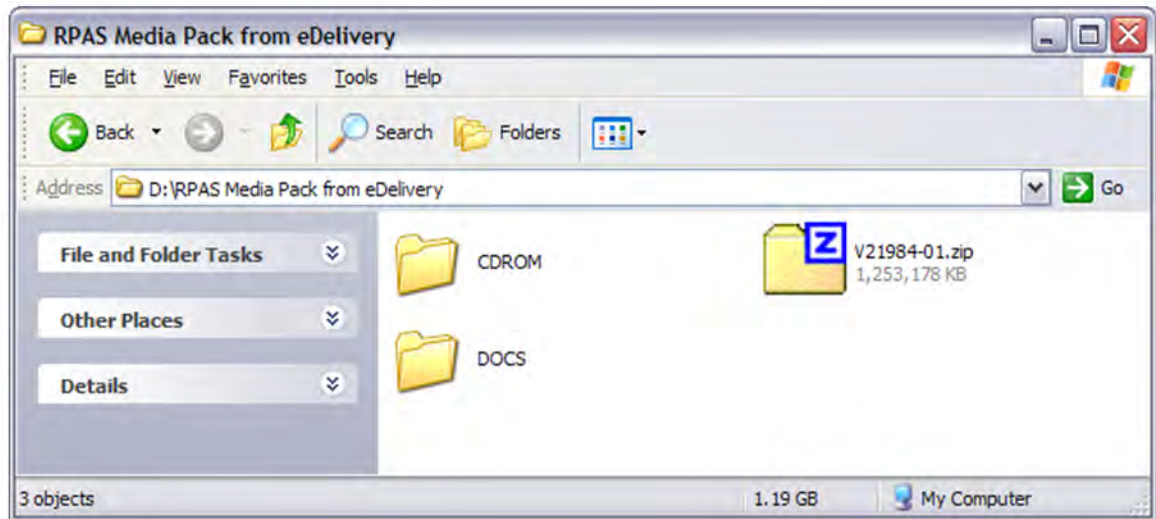 RPAS Media Pack from eDelivery
File Edit View Favorites Tools Help
Back Search Folders
Address D:\RPAS Media Pack from eDelivery Go
File and Folder Tasks
Other Places
Details
CDROM
DOCS
V21984-01.zip
1,253,178 KB
3 objects 1.19 GB My Computer